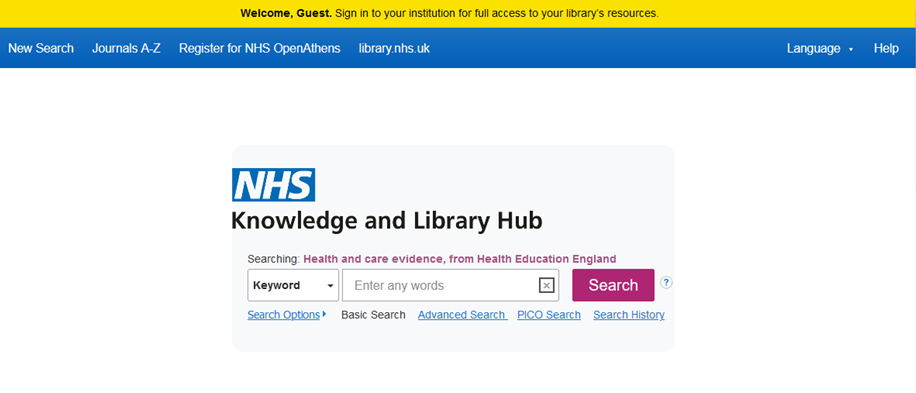 Welcome, Guest. Sign in to your institution for full access to your library's resources.
New Search Journals A-Z Register for NHS OpenAthens library.nhs.uk Language Help
NHS
Knowledge and Library Hub
Searching: Health and care evidence, from Health Education England
Keyword Enter any words Search ?
Search Options Basic Search Advanced Search PICO Search Search History